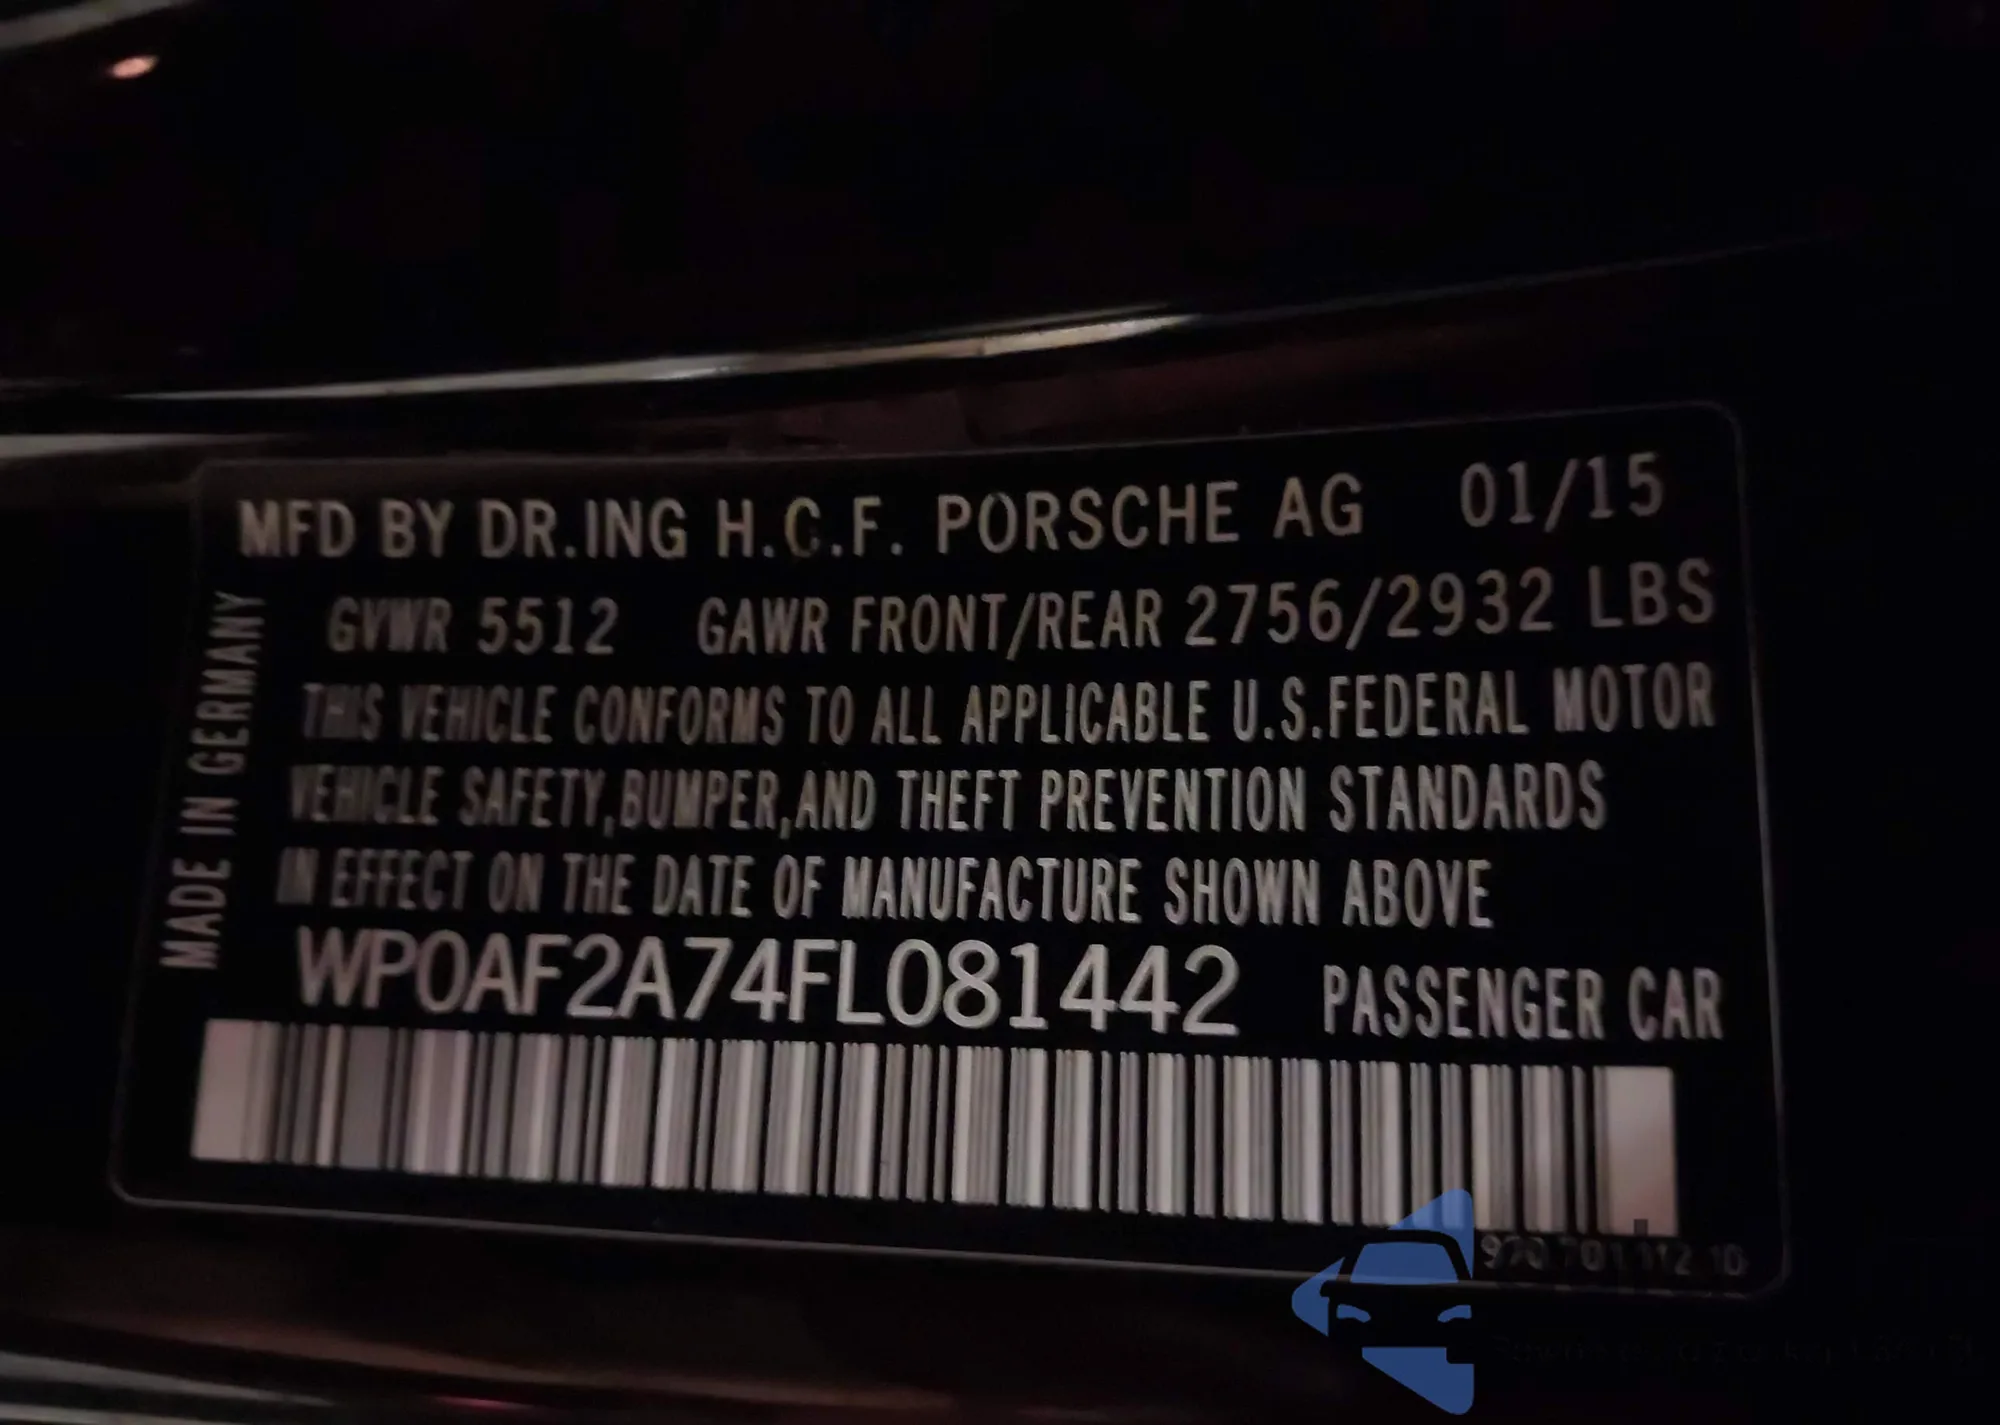 MFD BY DR.ING H.C.F. PORSCHE AG 01/15
GVWR 5512 GAWR FRONT/REAR 2756/2932 LBS
THIS VEHICLE CONFORMS TO ALL APPLICABLE U.S.FEDERAL MOTOR
VEHICLE SAFETY,BUMPER,AND THEFT PREVENTION STANDARDS
IN EFFECT ON THE DATE OF MANUFACTURE SHOWN ABOVE
WP0AF2A74FL081442 PASSENGER CAR
MADE IN GERMANY